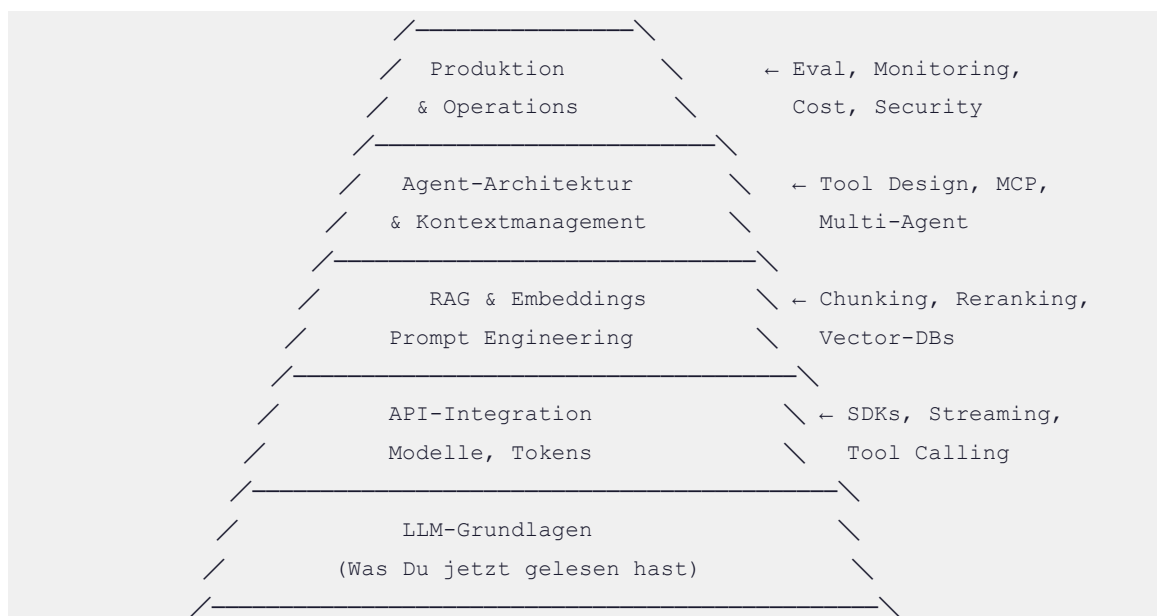 Produktion ← Eval, Monitoring,
& Operations Cost, Security
Agent-Architektur ← Tool Design, MCP,
& Kontextmanagement Multi-Agent
RAG & Embeddings ← Chunking, Reranking,
Prompt Engineering Vector-DBs
API-Integration ← SDKs, Streaming,
Modelle, Tokens Tool Calling
LLM-Grundlagen
(Was Du jetzt gelesen hast)